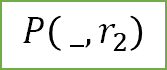 P( _, r₂)